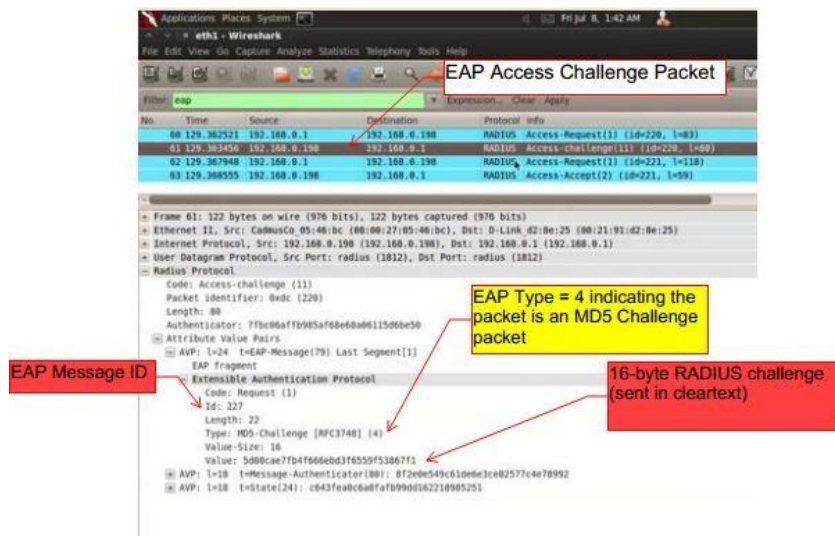 Applications Places System
Fri Jul 8, 1:42 AM
eth1 - Wireshark
File Edit View Go Capture Analyze Statistics Telephony Tools Help
EAP Access Challenge Packet
Filter: eap Expression... Clear Apply
No. Time Source Destination Protocol Info
60 129.362521 192.168.0.1 192.168.0.198 RADIUS Access-Request(1) (id=220, l=83)
61 129.363456 192.168.0.198 192.168.0.1 RADIUS Access-challenge(11) (id=220, l=80)
62 129.367948 192.168.0.1 192.168.0.198 RADIUS Access-Request(1) (id=221, l=118)
63 129.368555 192.168.0.198 192.168.0.1 RADIUS Access-Accept(2) (id=221, l=59)
Frame 61: 122 bytes on wire (976 bits), 122 bytes captured (976 bits)
Ethernet II, Src: CadmusCo_05:46:bc (08:00:27:05:46:bc), Dst: D-Link_d2:8e:25 (00:21:91:d2:8e:25)
Internet Protocol, Src: 192.168.0.198 (192.168.0.198), Dst: 192.168.0.1 (192.168.0.1)
User Datagram Protocol, Src Port: radius (1812), Dst Port: radius (1812)
Radius Protocol
Code: Access-challenge (11)
Packet identifier: 0xdc (220)
Length: 80
Authenticator: 7fbc06affb985af68e68a06115d6be50
Attribute Value Pairs
AVP: l=24 t=EAP-Message(79) Last Segment[1]
EAP fragment
Extensible Authentication Protocol
Code: Request (1)
Id: 227
Length: 22
Type: MD5-Challenge [RFC3748] (4)
Value-Size: 16
Value: 5d80cae7fb4f666ebd3f6559f53867f1
AVP: l=18 t=Message-Authenticator(80): 8f2e0e549c61de6e3ce02577c4e78992
AVP: l=18 t=State(24): c643fea0c6a0fafb99dd162218985251
EAP Type = 4 indicating the
packet is an MD5 Challenge
packet
EAP Message ID
16-byte RADIUS challenge
(sent in cleartext)